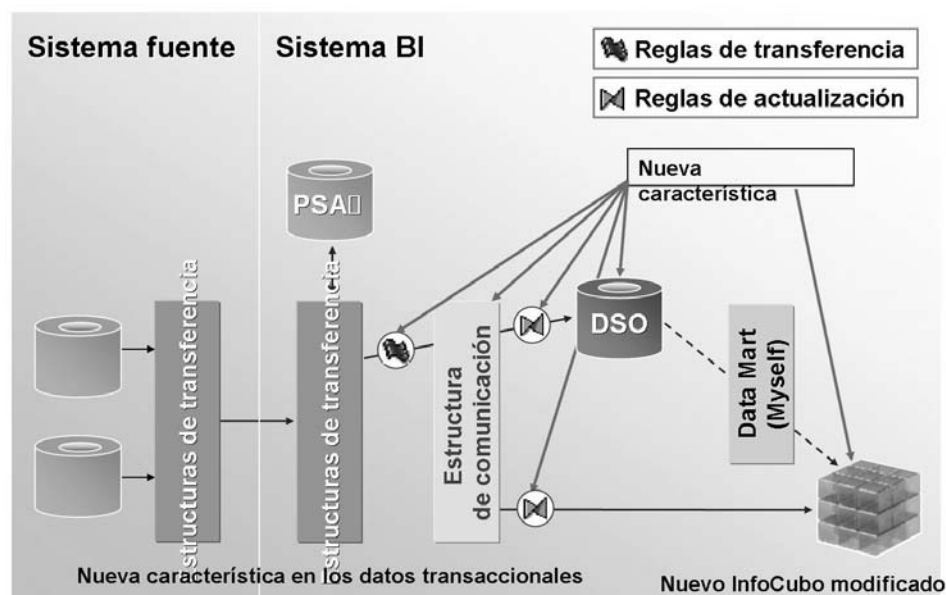 Sistema fuente
Sistema BI
Reglas de transferencia
Reglas de actualización
Nueva
característica
PSA
structuras de transferencia
structuras de transferencia
Estructura
de comunicación
DSO
Data Mart
(Myself)
Nueva característica en los datos transaccionales
Nuevo InfoCubo modificado